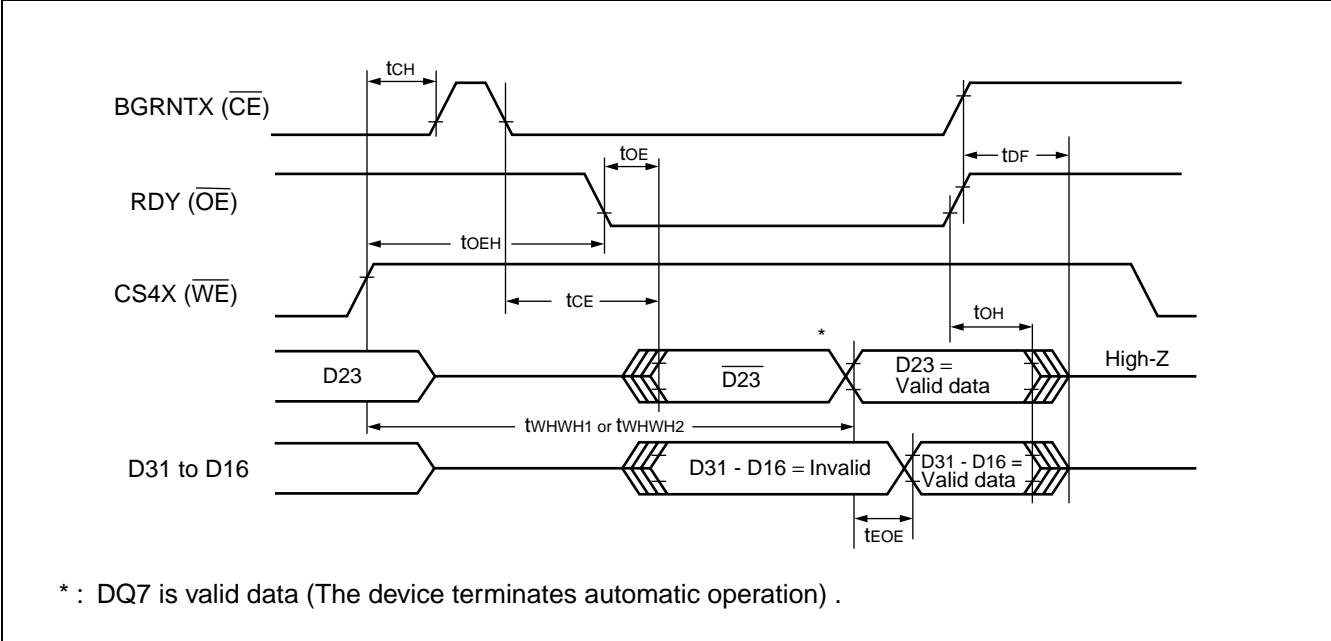 tCH
BGRNTX (CE)
tOE
tDF
RDY (OE)
tOEH
CS4X (WE)
tCE
tOH
*
D23
D23
D23 =
Valid data
High-Z
tWHWH1 or tWHWH2
D31 to D16
D31 - D16 = Invalid
D31 - D16 =
Valid data
tEOE
* : DQ7 is valid data (The device terminates automatic operation) .